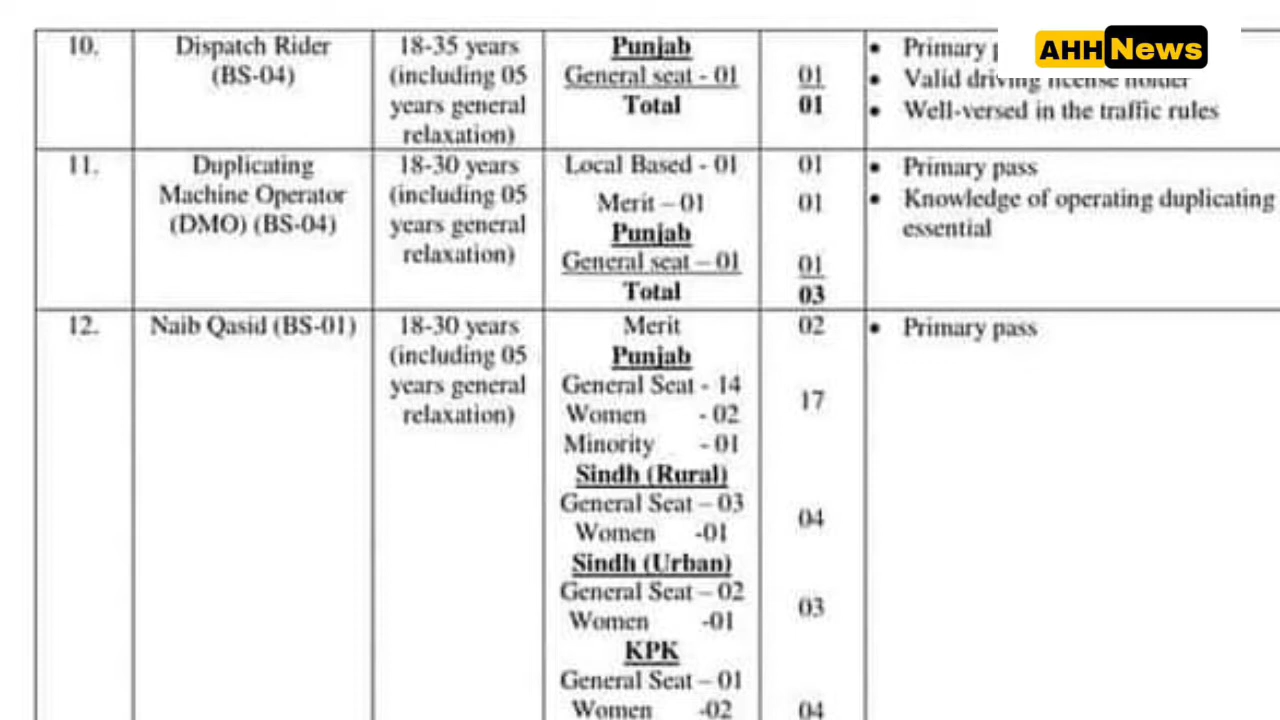 AHH News
10.
Dispatch Rider
(BS-04)
18-35 years
(including 05
years general
relaxation)
Punjab
General seat - 01
Total
01
01
• Primary
• Valid driving license holder
• Well-versed in the traffic rules
11.
Duplicating
Machine Operator
(DMO) (BS-04)
18-30 years
(including 05
years general
relaxation)
Local Based - 01
Merit – 01
Punjab
General seat – 01
Total
01
01
01
03
• Primary pass
• Knowledge of operating duplicating
essential
12.
Naib Qasid (BS-01)
18-30 years
(including 05
years general
relaxation)
Merit
Punjab
General Seat - 14
Women - 02
Minority - 01
Sindh (Rural)
General Seat – 03
Women -01
Sindh (Urban)
General Seat – 02
Women -01
KPK
General Seat – 01
Women -02
02
17
04
03
04
• Primary pass